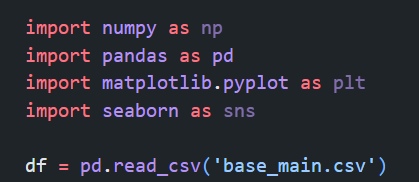 import numpy as np
import pandas as pd
import matplotlib.pyplot as plt
import seaborn as sns
df = pd.read_csv('base_main.csv')